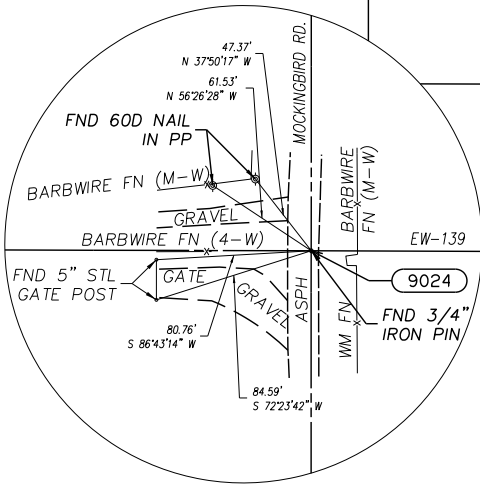 47.37'
N 37°50'17" W
61.53'
N 56°26'28" W
MOCKINGBIRD RD.
FND 60D NAIL
IN PP
BARBWIRE FN (M-W)
BARBWIRE
FN (M-W)
GRAVEL
BARBWIRE FN (4-W)
EW-139
FND 5" STL
GATE POST
GATE
GRAVEL
ASPH
9024
WM FN
FND 3/4"
IRON PIN
80.76'
S 86°43'14" W
84.59'
S 72°23'42" W